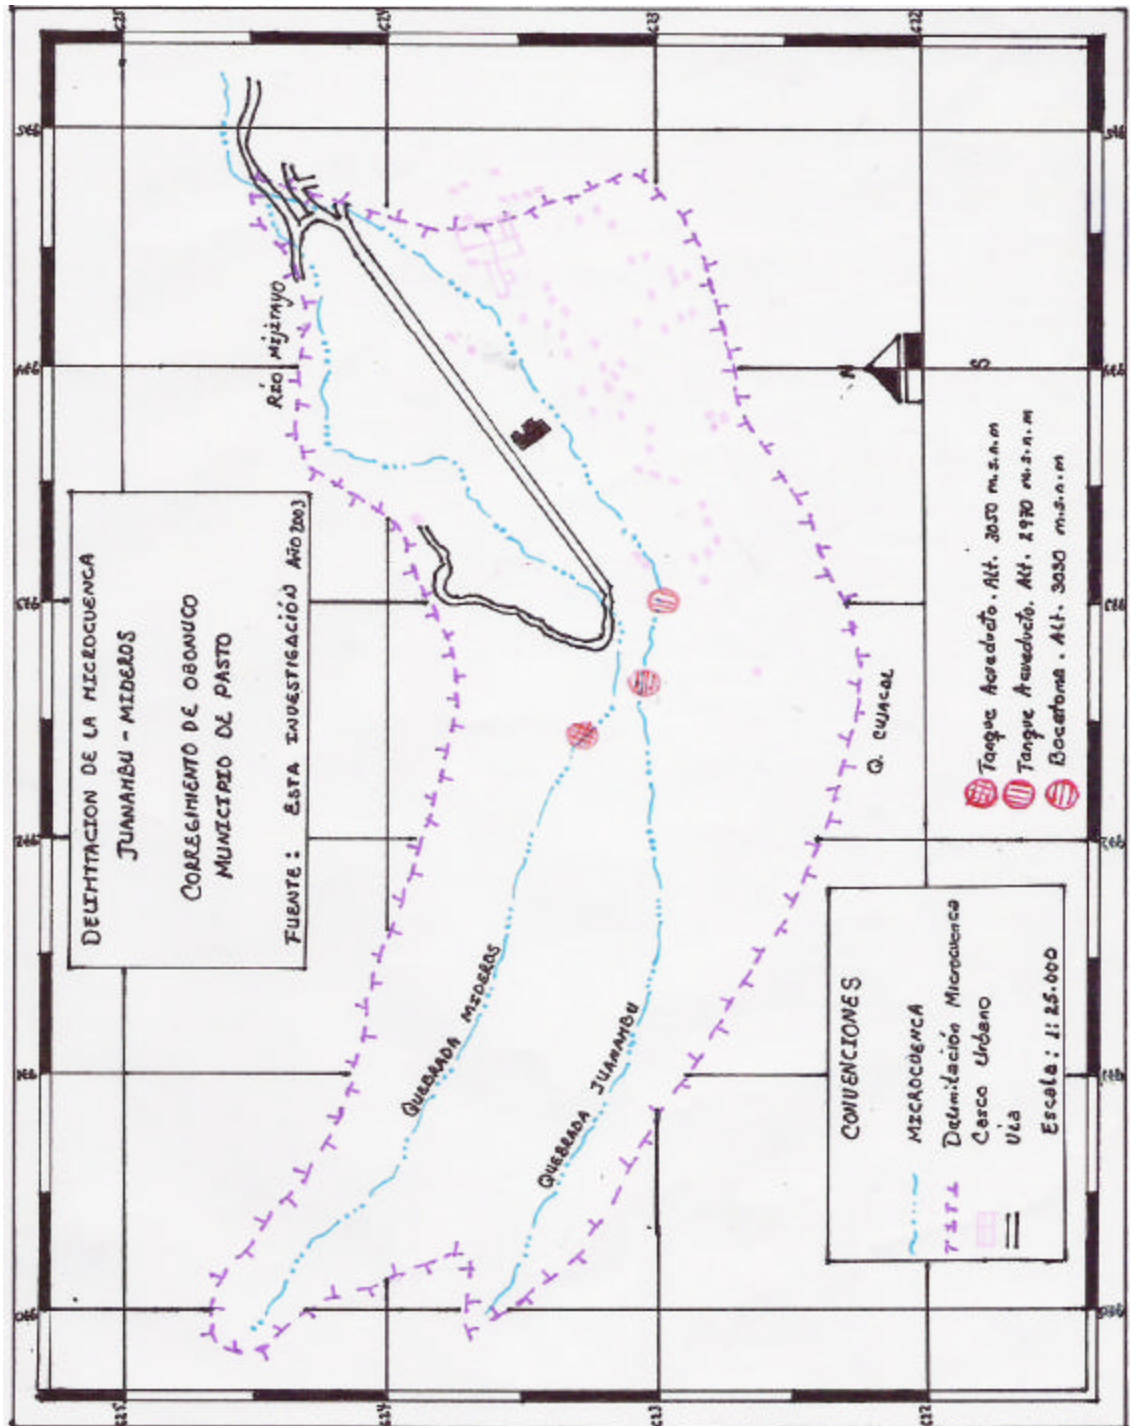 DELIMITACION DE LA MICROCUENCA
JUANAMBU - MIDEROS
CORREGIMIENTO DE OBONUCO
MUNICIPIO DE PASTO
FUENTE: ESTA INVESTIGACIÓN AÑO 2003
RÍO MIJITAYO
QUEBRADA MIDEROS
QUEBRADA JUANAMBU
Q. CUJACAL
N
S
Tanque Acueducto. Alt. 3050 m.s.n.m
Tanque Acueducto. Alt. 2970 m.s.n.m
Bocatoma. Alt. 3030 m.s.n.m
CONVENCIONES
MICROCUENCA
Delimitación Microcuenca
Casco Urbano
Vía
Escala: 1:25.000